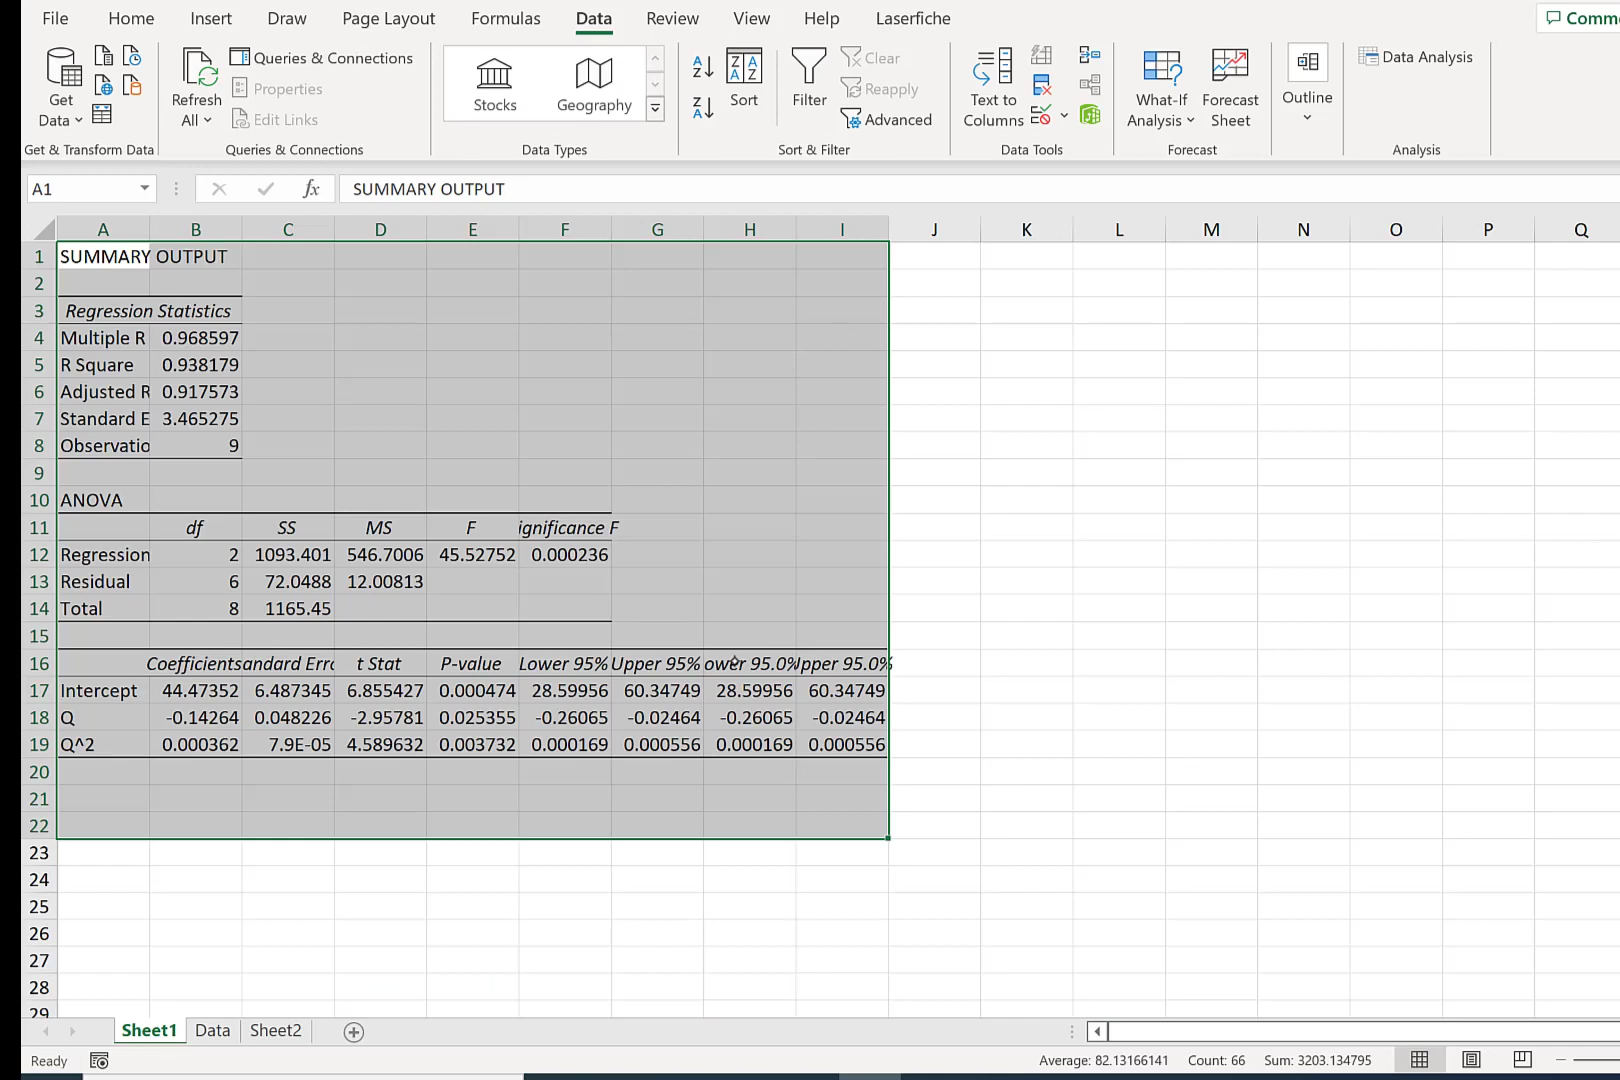 File Home Insert Draw Page Layout Formulas Data Review View Help Laserfiche Comme
Get Data
Refresh All
Queries & Connections
Properties
Edit Links
Stocks Geography
Sort
Filter
Clear
Reapply
Advanced
Text to Columns
What-If Analysis
Forecast Sheet
Outline
Data Analysis
Get & Transform Data Queries & Connections Data Types Sort & Filter Data Tools Forecast Analysis
A1 fx SUMMARY OUTPUT
A B C D E F G H I J K L M N O P Q
1 SUMMARY OUTPUT
2
3 Regression Statistics
4 Multiple R 0.968597
5 R Square 0.938179
6 Adjusted R 0.917573
7 Standard E 3.465275
8 Observatio 9
9
10 ANOVA
11 df SS MS F ignificance F
12 Regression 2 1093.401 546.7006 45.52752 0.000236
13 Residual 6 72.0488 12.00813
14 Total 8 1165.45
15
16 Coefficients andard Erro t Stat P-value Lower 95% Upper 95% ower 95.0% Upper 95.0%
17 Intercept 44.47352 6.487345 6.855427 0.000474 28.59956 60.34749 28.59956 60.34749
18 Q -0.14264 0.048226 -2.95781 0.025355 -0.26065 -0.02464 -0.26065 -0.02464
19 Q^2 0.000362 7.9E-05 4.589632 0.003732 0.000169 0.000556 0.000169 0.000556
20
21
22
23
24
25
26
27
28
29
Sheet1 Data Sheet2
Ready Average: 82.13166141 Count: 66 Sum: 3203.134795